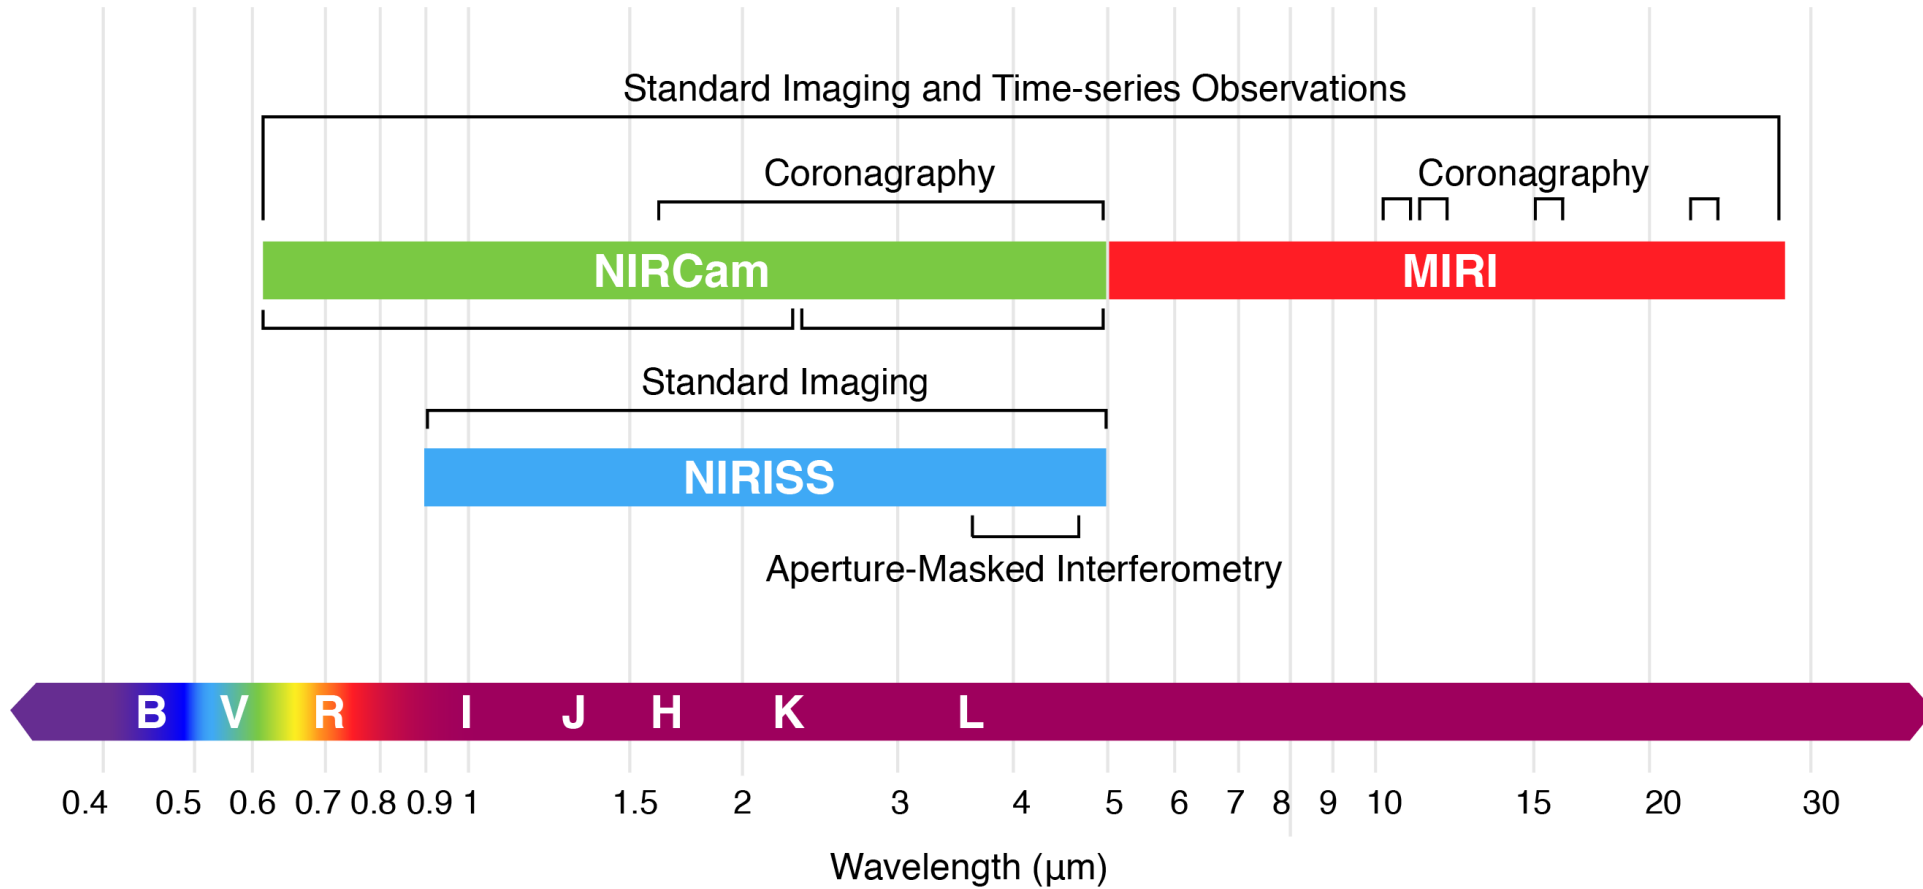 Standard Imaging and Time-series Observations
Coronagraphy Coronagraphy
NIRCam MIRI
Standard Imaging
NIRISS
Aperture-Masked Interferometry
B V R I J H K L
0.4 0.5 0.6 0.7 0.8 0.9 1 1.5 2 3 4 5 6 7 8 9 10 15 20 30
Wavelength (µm)